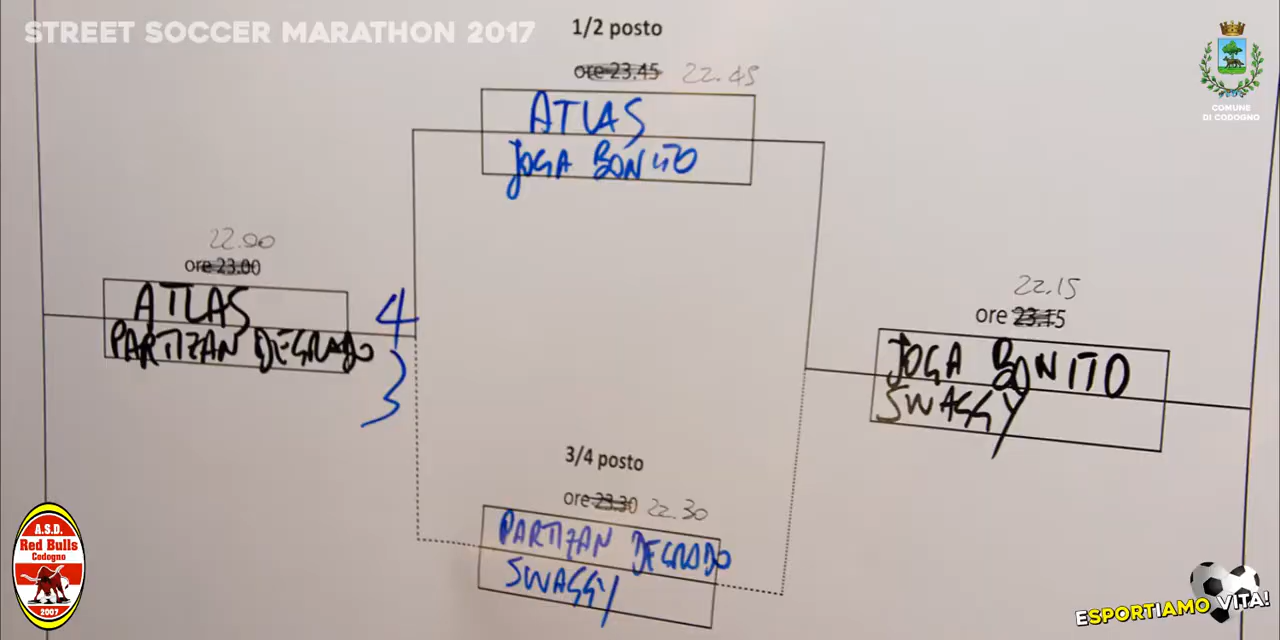 STREET SOCCER MARATHON 2017
1/2 posto
ore 23.45 22.45
ATLAS
JOGA BONITO
COMUNE
DI CODOGNO
22.00
ore 23.00
ATLAS
PARTIZAN DEGRADO
4
3
22.15
ore 23.15
JOGA BONITO
SWAGGY
3/4 posto
ore 23.30 22.30
PARTIZAN DEGRADO
SWAGGY
A.S.D.
Red Bulls
Codogno
2007
ESPORTIAMO VITA!